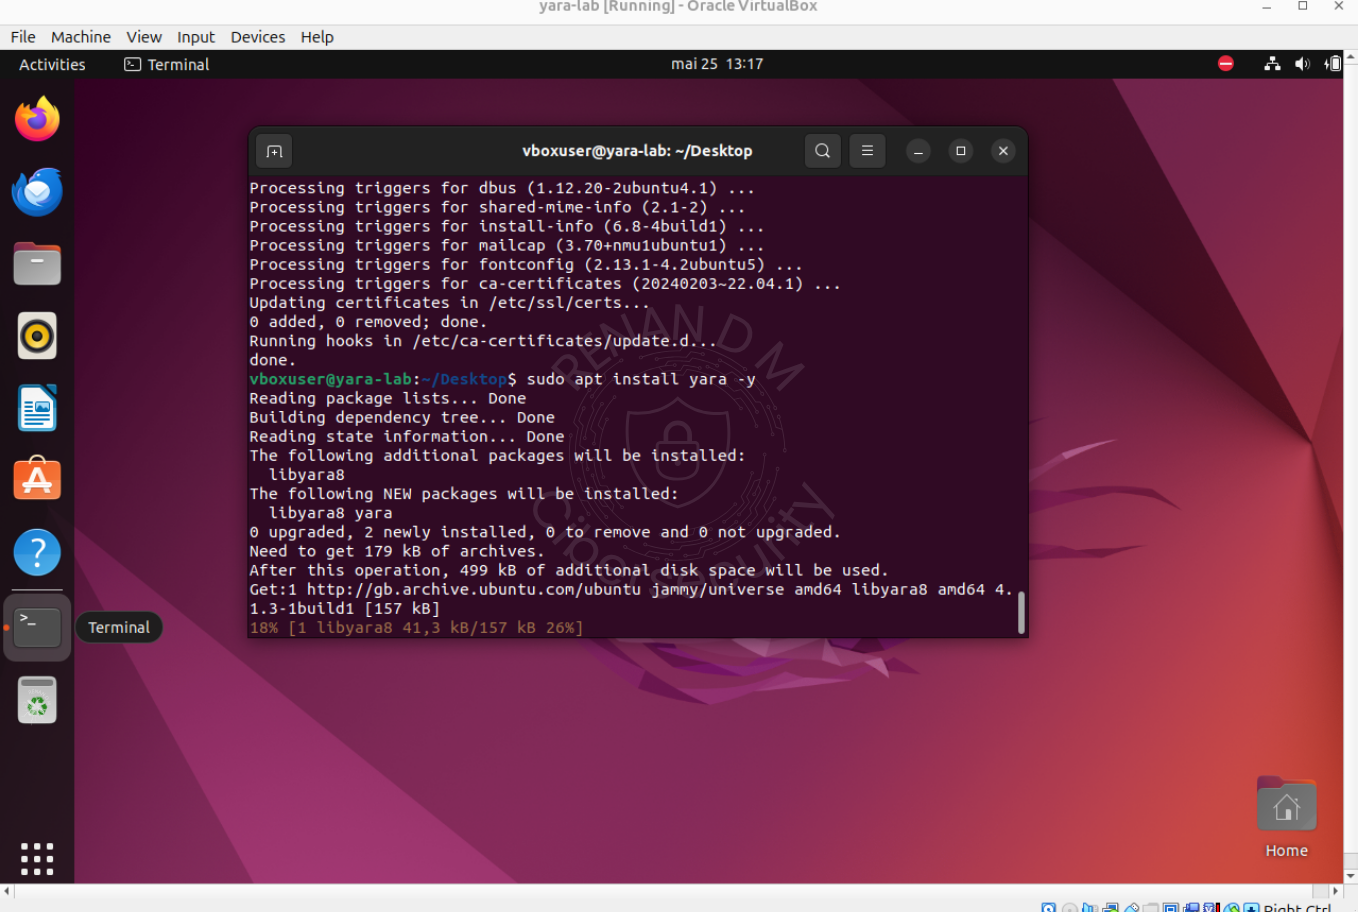 yara-lab [Running] - Oracle VirtualBox
File Machine View Input Devices Help
Activities Terminal mai 25 13:17
vboxuser@yara-lab: ~/Desktop
Processing triggers for dbus (1.12.20-2ubuntu4.1) ...
Processing triggers for shared-mime-info (2.1-2) ...
Processing triggers for install-info (6.8-4build1) ...
Processing triggers for mailcap (3.70+nmu1ubuntu1) ...
Processing triggers for fontconfig (2.13.1-4.2ubuntu5) ...
Processing triggers for ca-certificates (20240203~22.04.1) ...
Updating certificates in /etc/ssl/certs...
0 added, 0 removed; done.
Running hooks in /etc/ca-certificates/update.d...
done.
vboxuser@yara-lab:~/Desktop$ sudo apt install yara -y
Reading package lists... Done
Building dependency tree... Done
Reading state information... Done
The following additional packages will be installed:
libyara8
The following NEW packages will be installed:
libyara8 yara
0 upgraded, 2 newly installed, 0 to remove and 0 not upgraded.
Need to get 179 kB of archives.
After this operation, 499 kB of additional disk space will be used.
Get:1 http://gb.archive.ubuntu.com/ubuntu jammy/universe amd64 libyara8 amd64 4.
1.3-1build1 [157 kB]
18% [1 libyara8 41,3 kB/157 kB 26%]
RENAN D M
Cibersecurity
Terminal
Home
Right Ctrl